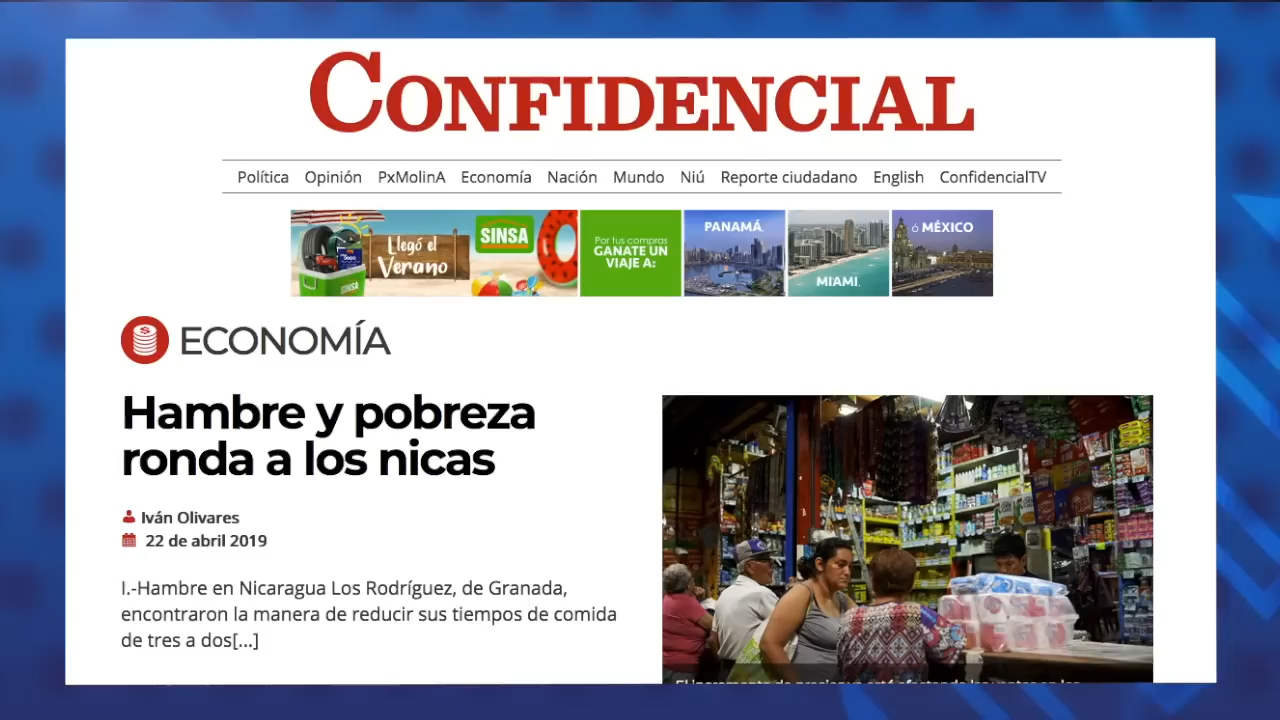 CONFIDENCIAL
Política Opinión PxMolinA Economía Nación Mundo Niú Reporte ciudadano English ConfidencialTV
Llegó el
Verano
SINSA
SINSA
Por tus compras
GANATE UN
VIAJE A:
PANAMÁ,
MIAMI,
ó MÉXICO
ECONOMÍA
Hambre y pobreza
ronda a los nicas
Iván Olivares
22 de abril 2019
I.-Hambre en Nicaragua Los Rodríguez, de Granada,
encontraron la manera de reducir sus tiempos de comida
de tres a dos[...]